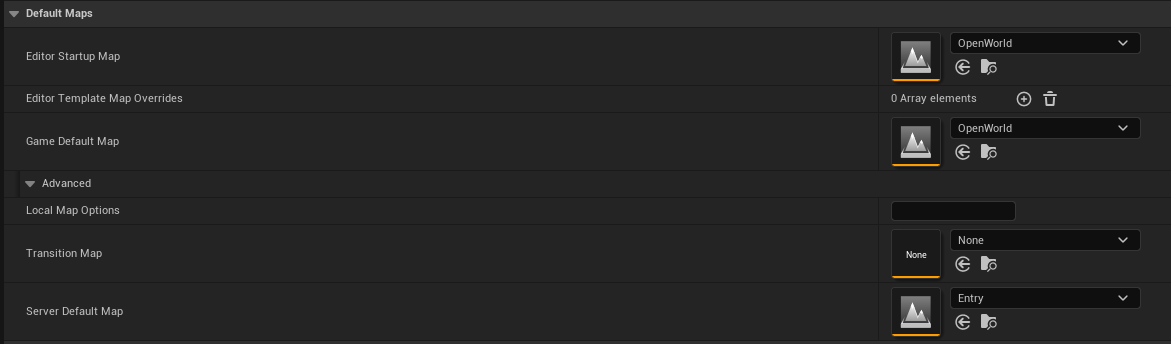 Default Maps
Editor Startup Map
OpenWorld
Editor Template Map Overrides
0 Array elements
Game Default Map
OpenWorld
Advanced
Local Map Options
Transition Map
None
None
Server Default Map
Entry